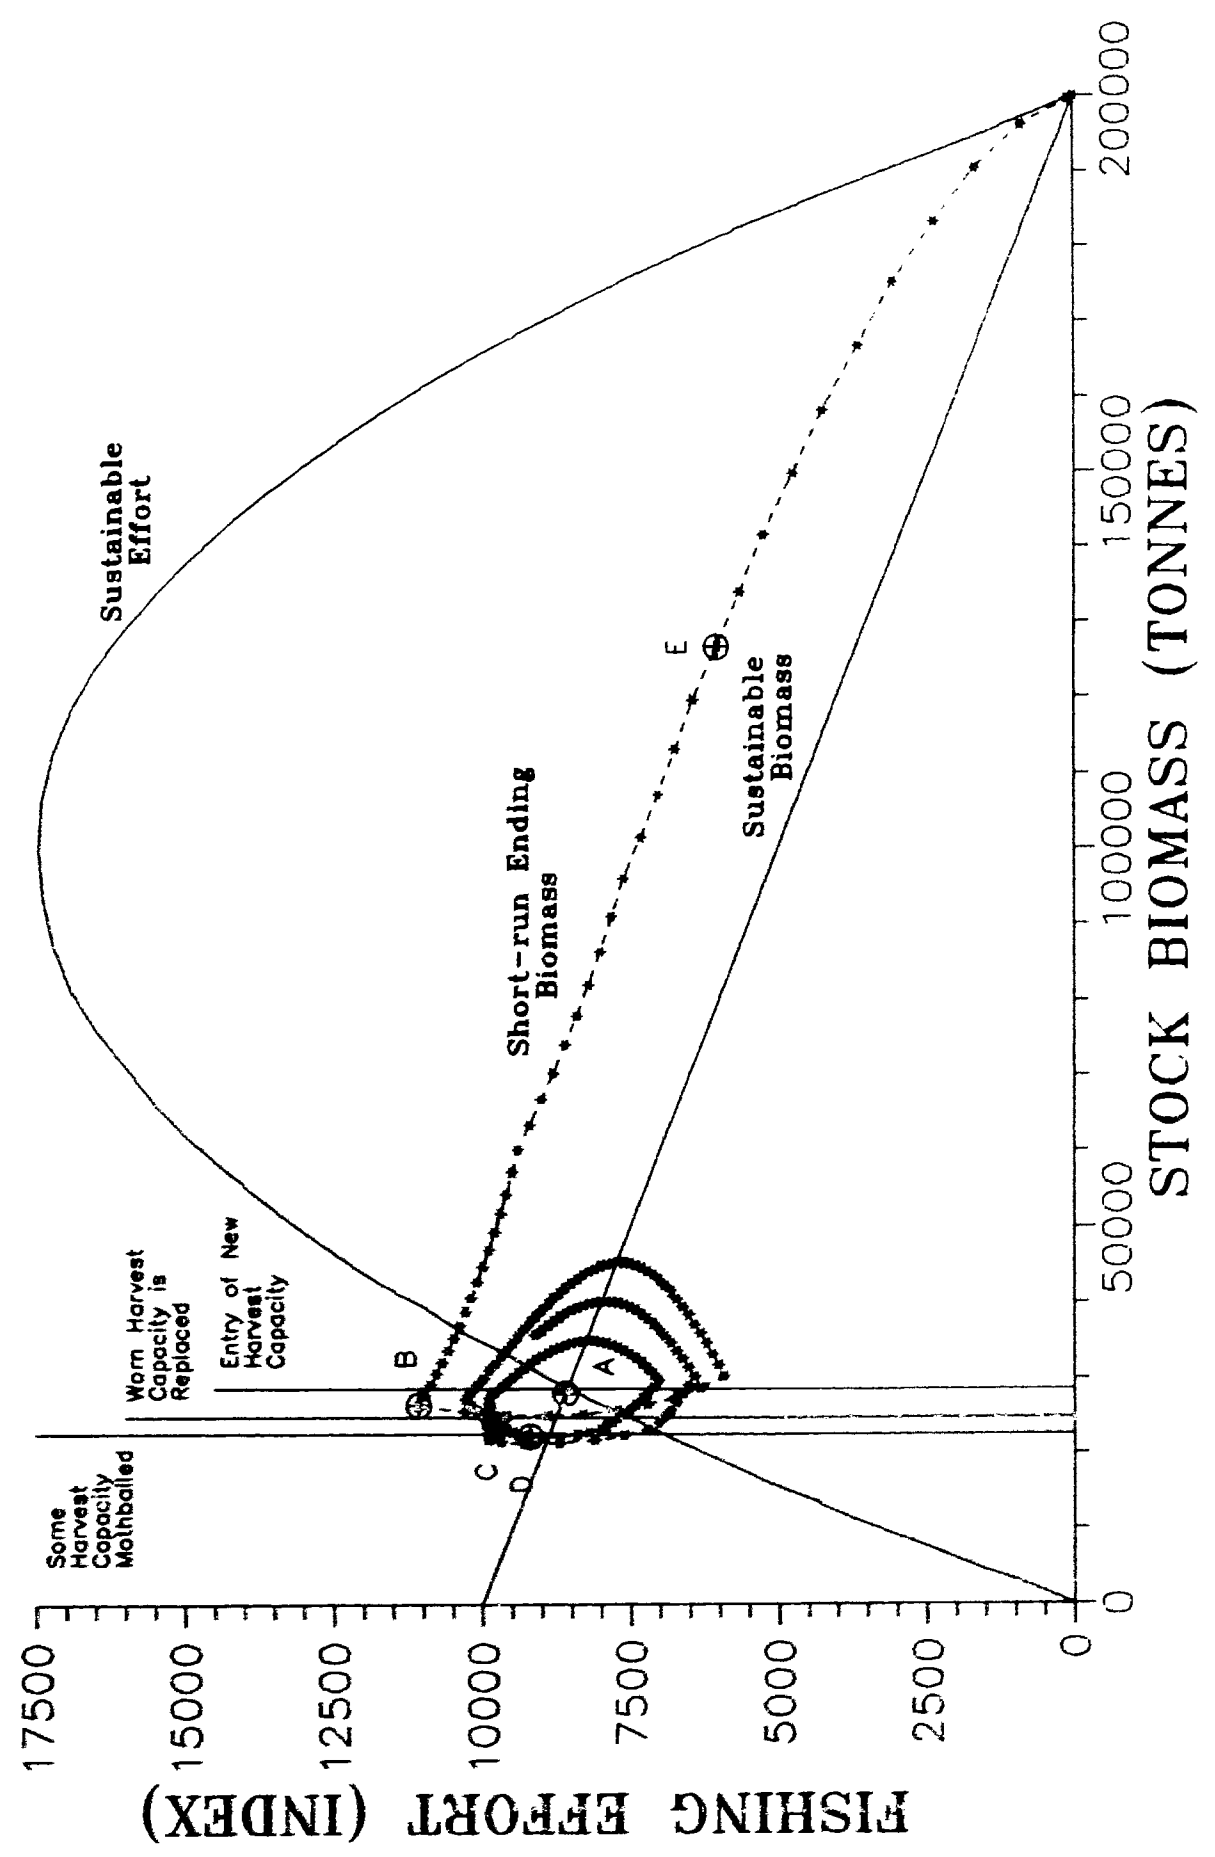 17500
15000
12500
10000
7500
5000
2500
0
FISHING EFFORT (INDEX)
Some
Harvest
Capacity
Mothballed
Worn Harvest
Capacity is
Replaced
Entry of New
Harvest
Capacity
Sustainable
Effort
Short-run Ending
Biomass
Sustainable
Biomass
A
B
C
D
E
0
50000
100000
150000
200000
STOCK BIOMASS (TONNES)